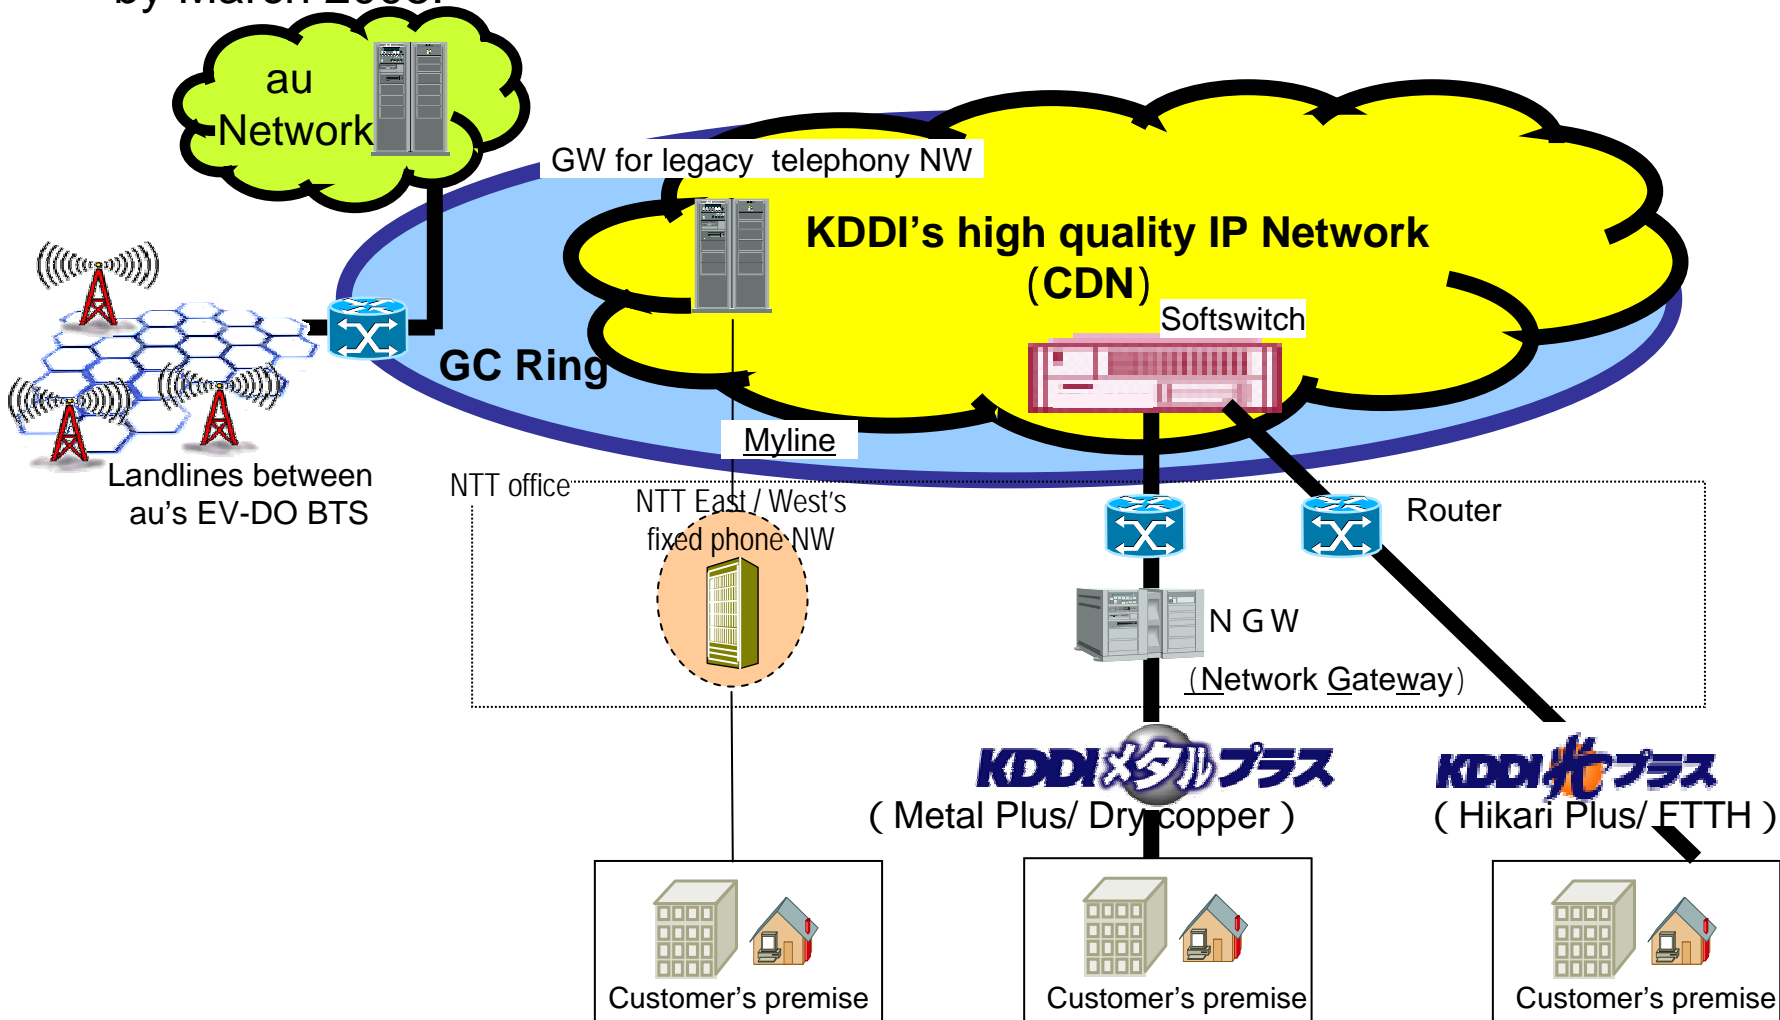 au
Network
GW for legacy telephony NW
KDDI's high quality IP Network
(CDN)
Softswitch
GC Ring
Myline
Landlines between
au's EV-DO BTS
NTT office
NTT East / West's
fixed phone NW
Router
NGW
(Network Gateway)
KDDIメタルプラス
( Metal Plus/ Dry copper )
KDDI光プラス
( Hikari Plus/ FTTH )
Customer's premise
Customer's premise
Customer's premise